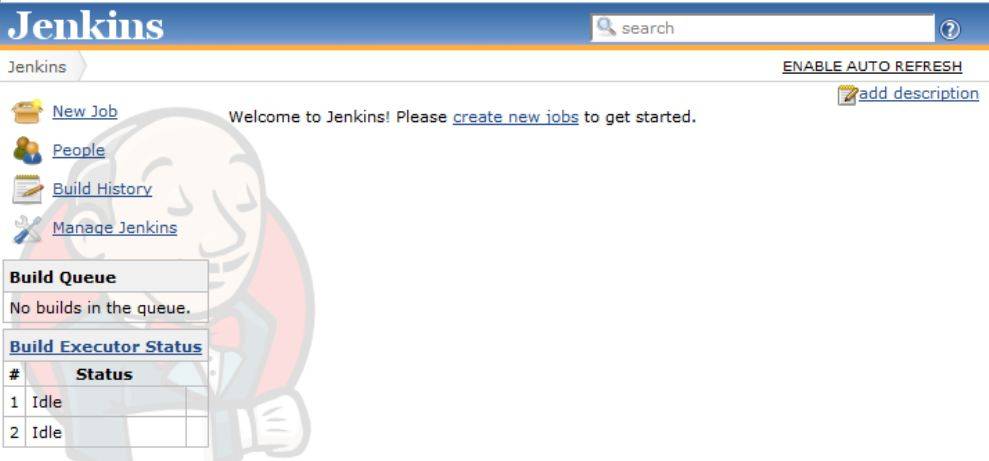 Jenkins
search
?
Jenkins
ENABLE AUTO REFRESH
add description
New Job
Welcome to Jenkins! Please create new jobs to get started.
People
Build History
Manage Jenkins
Build Queue
No builds in the queue.
Build Executor Status
# Status
1 Idle
2 Idle